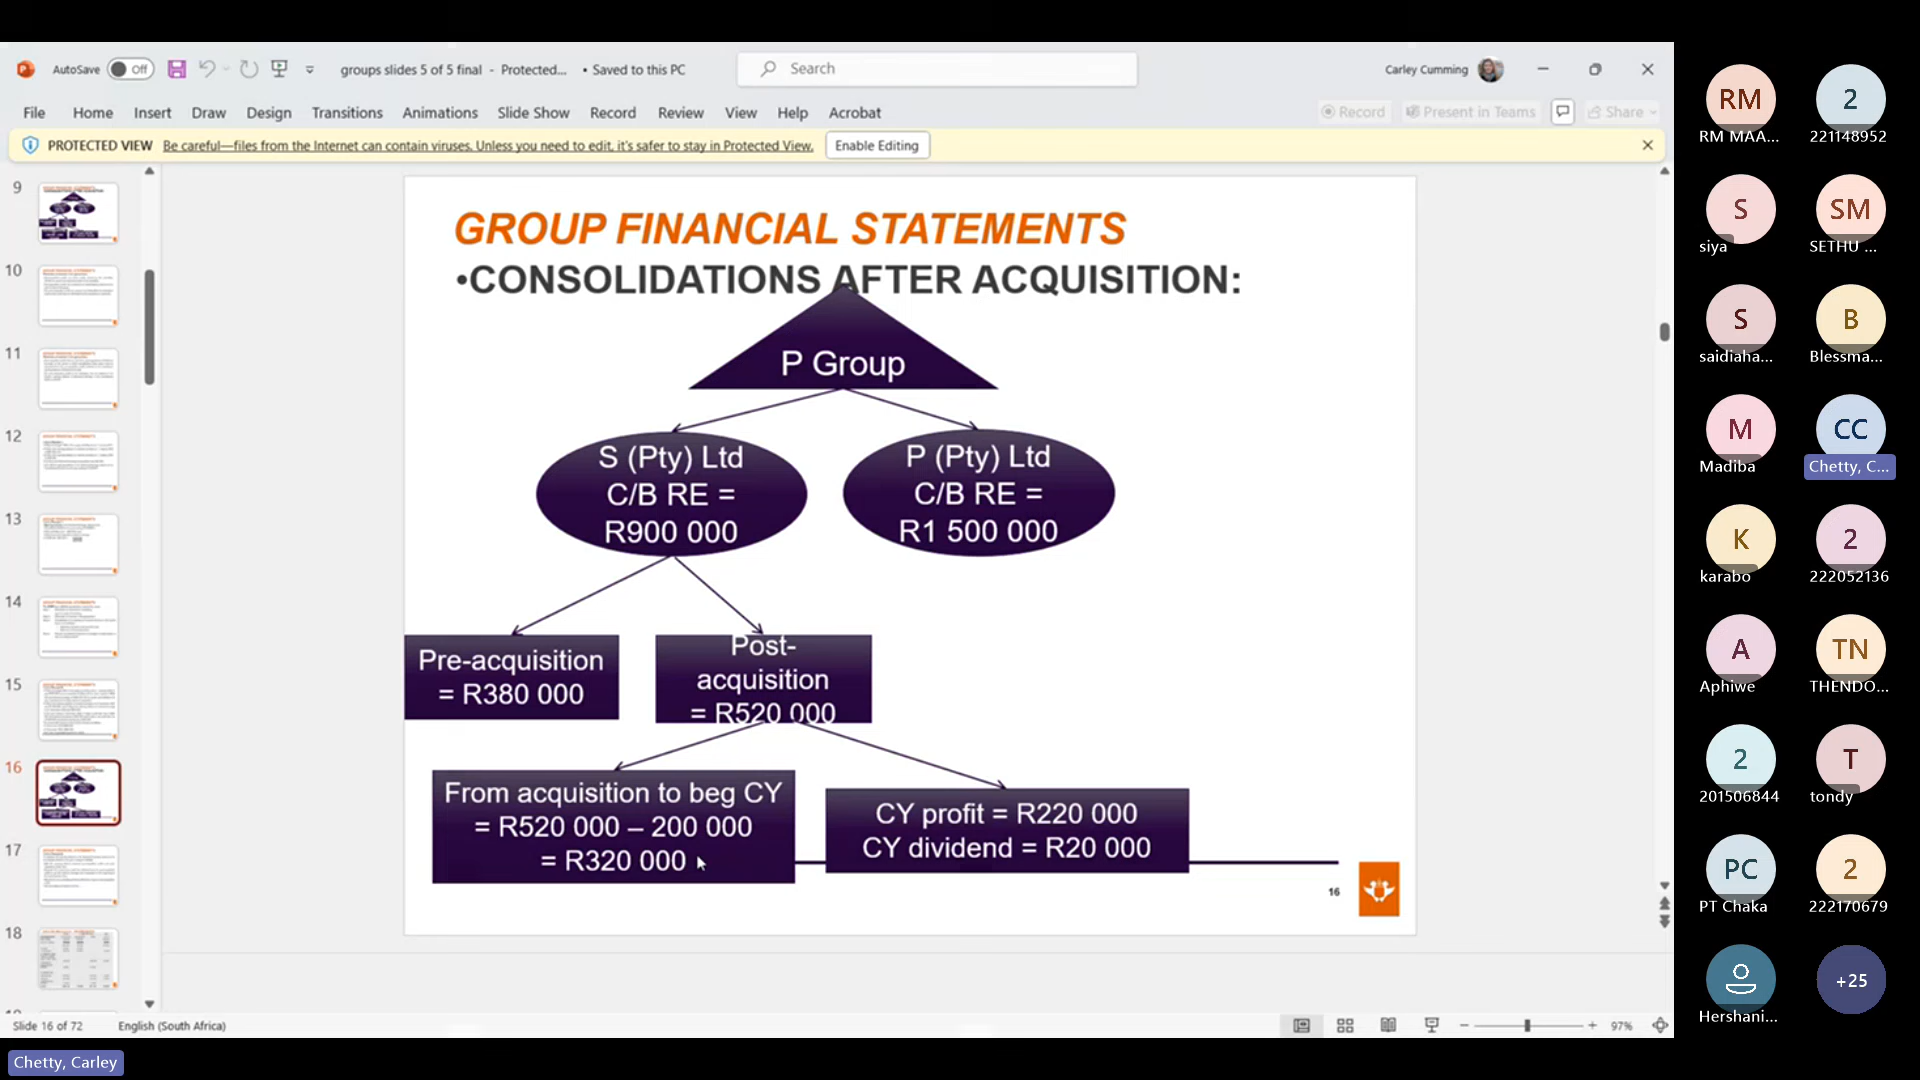 AutoSave
Off
groups slides 5 of 5 final - Protected... • Saved to this PC
Search
Carley Cumming
File
Home
Insert
Draw
Design
Transitions
Animations
Slide Show
Record
Review
View
Help
Acrobat
Record
Present in Teams
Share
PROTECTED VIEW
Be careful—files from the Internet can contain viruses. Unless you need to edit, it's safer to stay in Protected View.
Enable Editing
9
10
11
12
13
14
15
16
17
18
GROUP FINANCIAL STATEMENTS
•CONSOLIDATIONS AFTER ACQUISITION:
P Group
S (Pty) Ltd
C/B RE =
R900 000
P (Pty) Ltd
C/B RE =
R1 500 000
Pre-acquisition
= R380 000
Post-
acquisition
= R520 000
From acquisition to beg CY
= R520 000 – 200 000
= R320 000
CY profit = R220 000
CY dividend = R20 000
16
Slide 16 of 72
English (South Africa)
97%
Chetty, Carley
RM
RM MAA...
2
221148952
S
siya
SM
SETHU ...
S
saidiaha...
B
Blessma...
M
Madiba
CC
Chetty, C...
K
karabo
2
222052136
A
Aphiwe
TN
THENDO...
2
201506844
T
tondy
PC
PT Chaka
2
222170679
Hershani...
+25